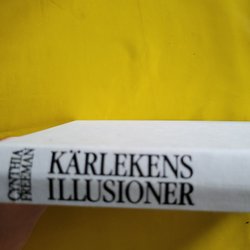 CYNTHIA
FREEMAN
KÄRLEKENS
ILLUSIONER